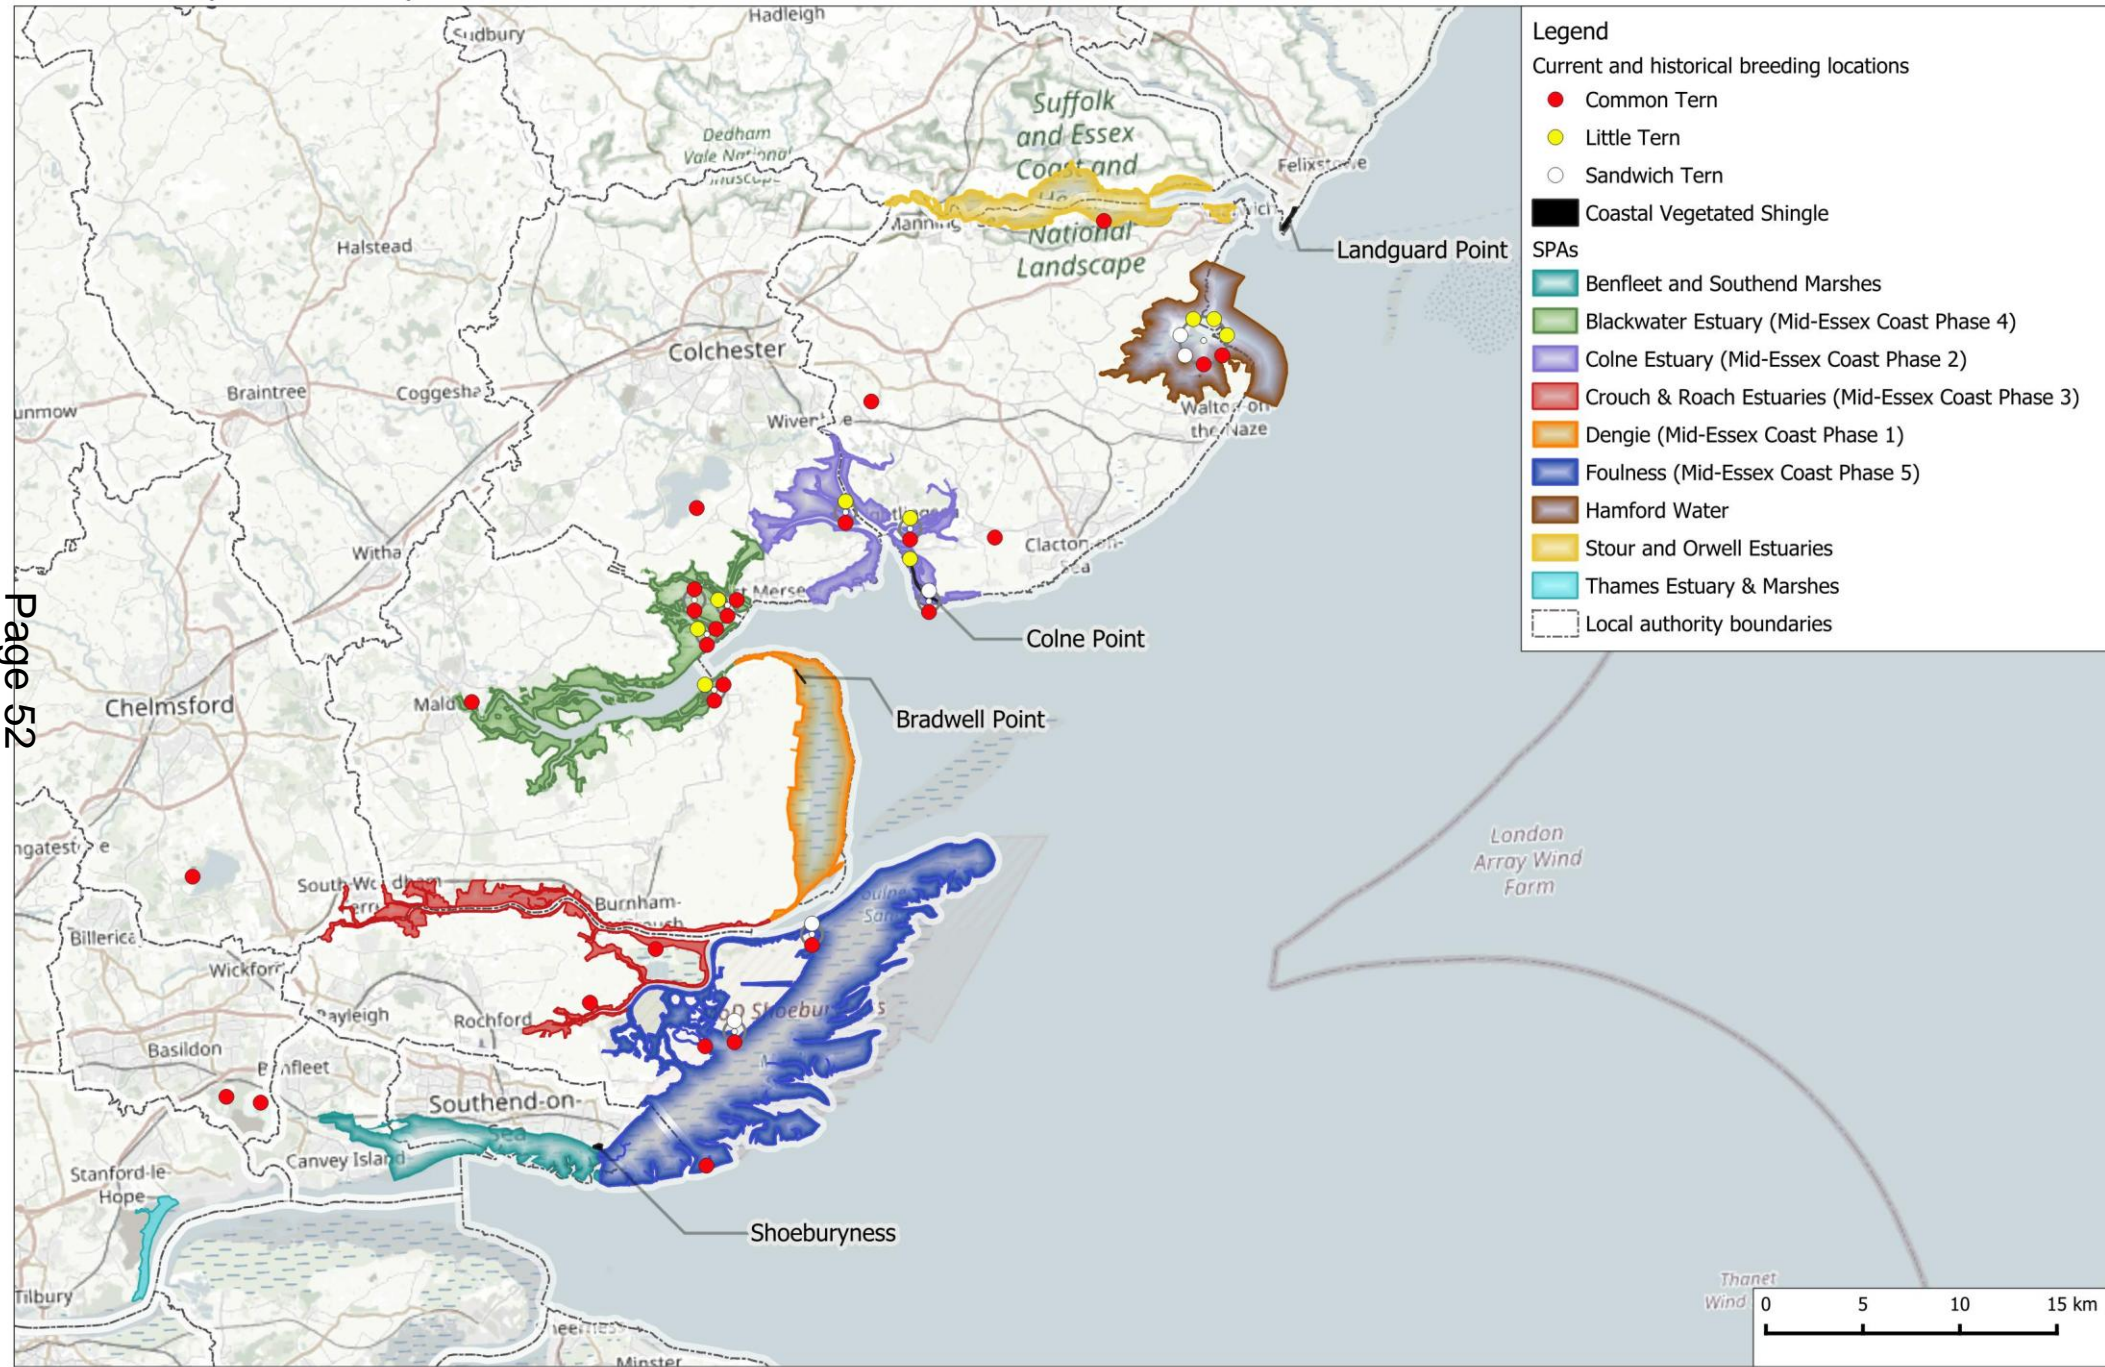 Hadleigh
Sudbury
Legend
Current and historical breeding locations
Common Tern
Little Tern
Sandwich Tern
Coastal Vegetated Shingle
SPAs
Benfleet and Southend Marshes
Blackwater Estuary (Mid-Essex Coast Phase 4)
Colne Estuary (Mid-Essex Coast Phase 2)
Crouch & Roach Estuaries (Mid-Essex Coast Phase 3)
Dengie (Mid-Essex Coast Phase 1)
Foulness (Mid-Essex Coast Phase 5)
Hamford Water
Stour and Orwell Estuaries
Thames Estuary & Marshes
Local authority boundaries
Suffolk
and Essex
Coast and
National
Landscape
Dedham
Vale National
Landguard Point
Halstead
Colchester
Braintree
Walton-on
the Naze
Clacton-on-
Sea
Colne Point
Page 52
Chelmsford
Bradwell Point
London
Array Wind
Farm
Burnham-
Rochford
Basildon
Southend-on-
Sea
Canvey Island
Stanford-le-
Hope
Shoeburyness
Tilbury
Minster
Thanet
Wind
0 5 10 15 km